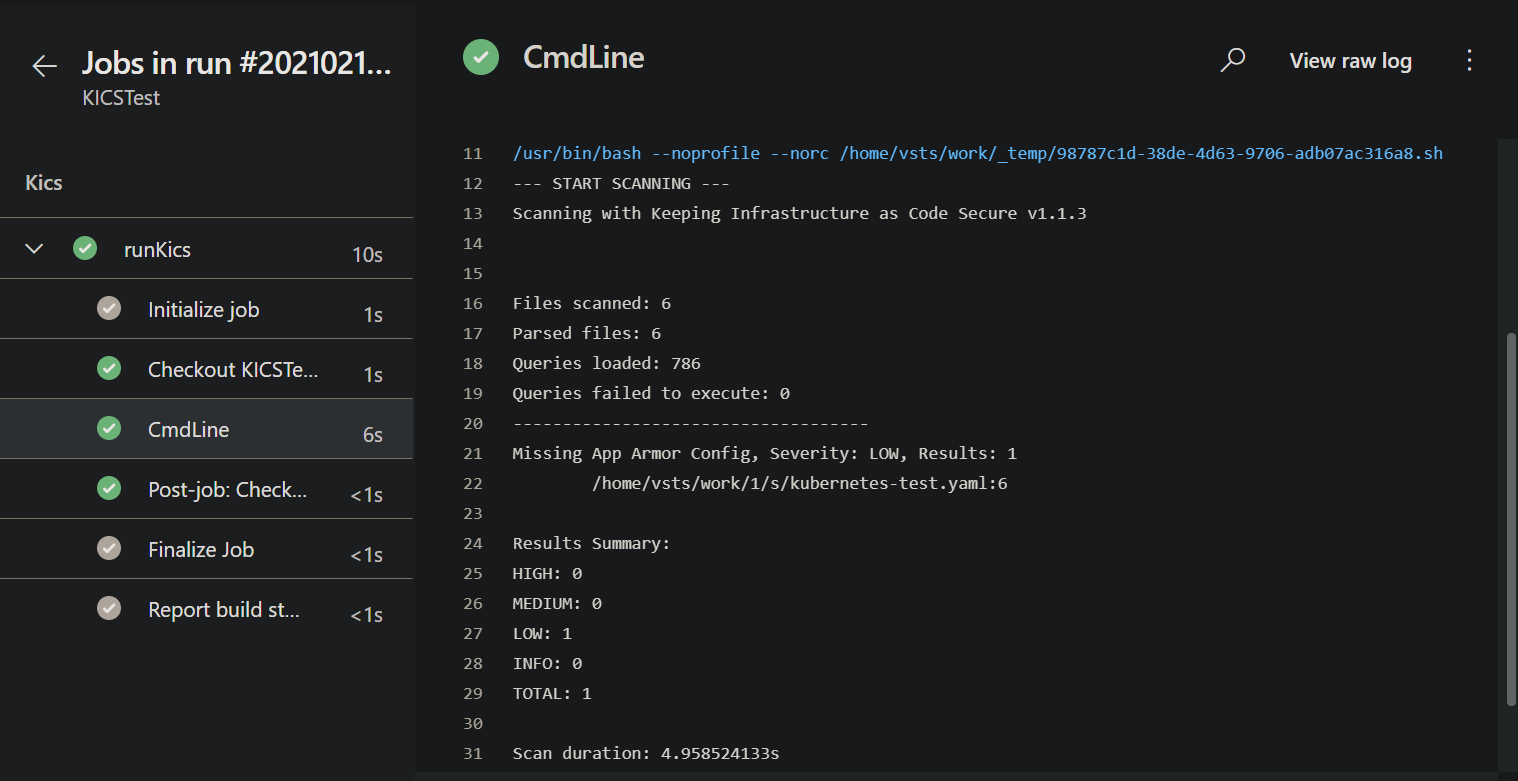 Jobs in run #2021021...
KICSTest
Kics
runKics 10s
Initialize job 1s
Checkout KICSTe... 1s
CmdLine 6s
Post-job: Check... <1s
Finalize Job <1s
Report build st... <1s
CmdLine
View raw log
11 /usr/bin/bash --noprofile --norc /home/vsts/work/_temp/98787c1d-38de-4d63-9706-adb07ac316a8.sh
12 --- START SCANNING ---
13 Scanning with Keeping Infrastructure as Code Secure v1.1.3
14
15
16 Files scanned: 6
17 Parsed files: 6
18 Queries loaded: 786
19 Queries failed to execute: 0
20 ------------------------------------
21 Missing App Armor Config, Severity: LOW, Results: 1
22 /home/vsts/work/1/s/kubernetes-test.yaml:6
23
24 Results Summary:
25 HIGH: 0
26 MEDIUM: 0
27 LOW: 1
28 INFO: 0
29 TOTAL: 1
30
31 Scan duration: 4.958524133s